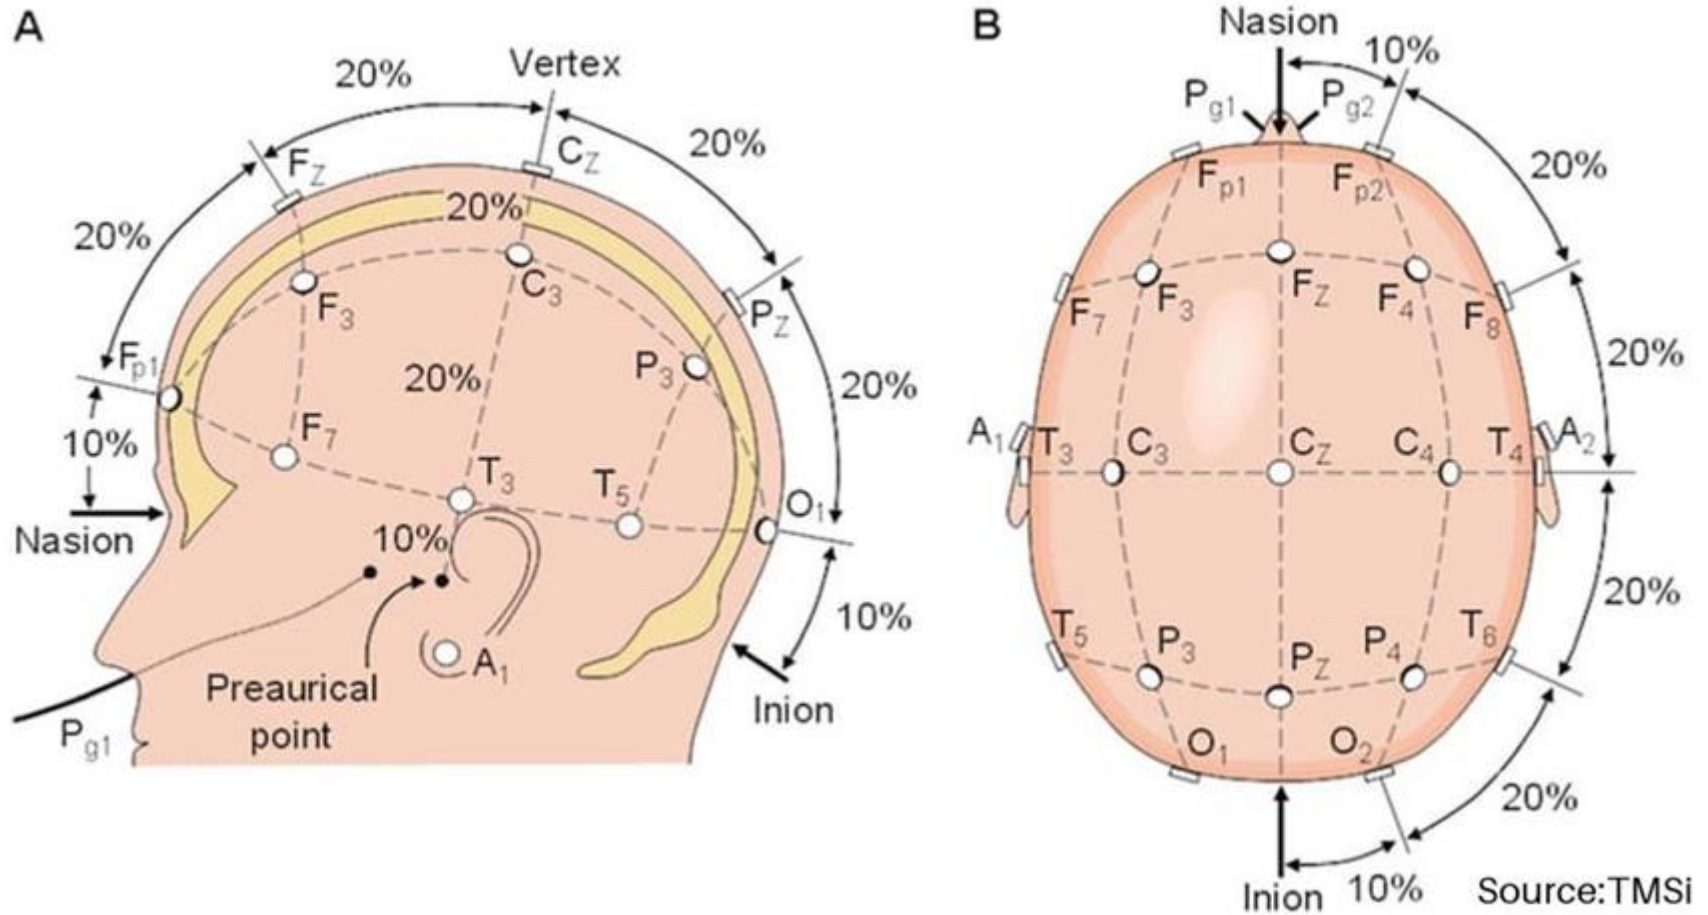 A
20%
Vertex
20%
20%
FZ
CZ
20%
20%
F3
C3
Fp1
PZ
P3
20%
20%
10%
F7
T3
T5
O1
Nasion
10%
10%
A1
Preaurical
point
Inion
Pg1
B
Nasion
10%
Pg1
Pg2
20%
Fp1
Fp2
F7
F3
FZ
F4
F8
20%
A1
T3
C3
CZ
C4
T4
A2
20%
T5
P3
PZ
P4
T6
O1
O2
20%
Inion
10%
Source:TMSi